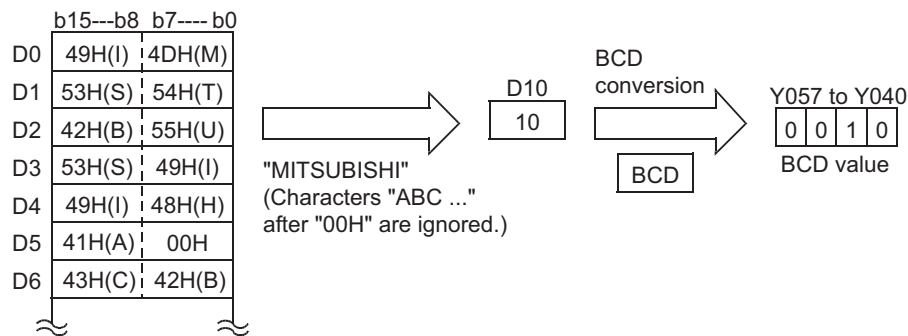 b15---b8 b7---- b0
D0 49H(I) 4DH(M)
D1 53H(S) 54H(T)
D2 42H(B) 55H(U)
D3 53H(S) 49H(I)
D4 49H(I) 48H(H)
D5 41H(A) 00H
D6 43H(C) 42H(B)
"MITSUBISHI"
(Characters "ABC ..."
after "00H" are ignored.)
D10
10
BCD
conversion
BCD
Y057 to Y040
0 0 1 0
BCD value